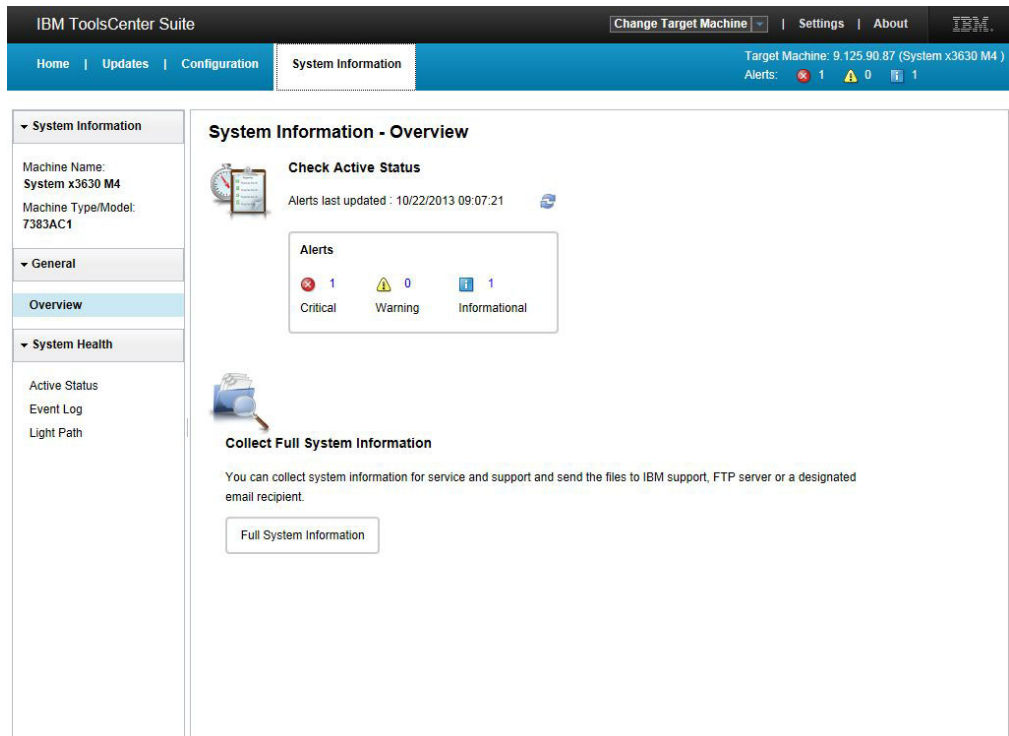 IBM ToolsCenter Suite
Change Target Machine | Settings | About IBM.
Home | Updates | Configuration System Information
Target Machine: 9.125.90.87 (System x3630 M4 )
Alerts: 1 0 1
System Information
Machine Name:
System x3630 M4
Machine Type/Model:
7383AC1
General
Overview
System Health
Active Status
Event Log
Light Path
System Information - Overview
Check Active Status
Alerts last updated : 10/22/2013 09:07:21
Alerts
1 0 1
Critical Warning Informational
Collect Full System Information
You can collect system information for service and support and send the files to IBM support, FTP server or a designated
email recipient.
Full System Information